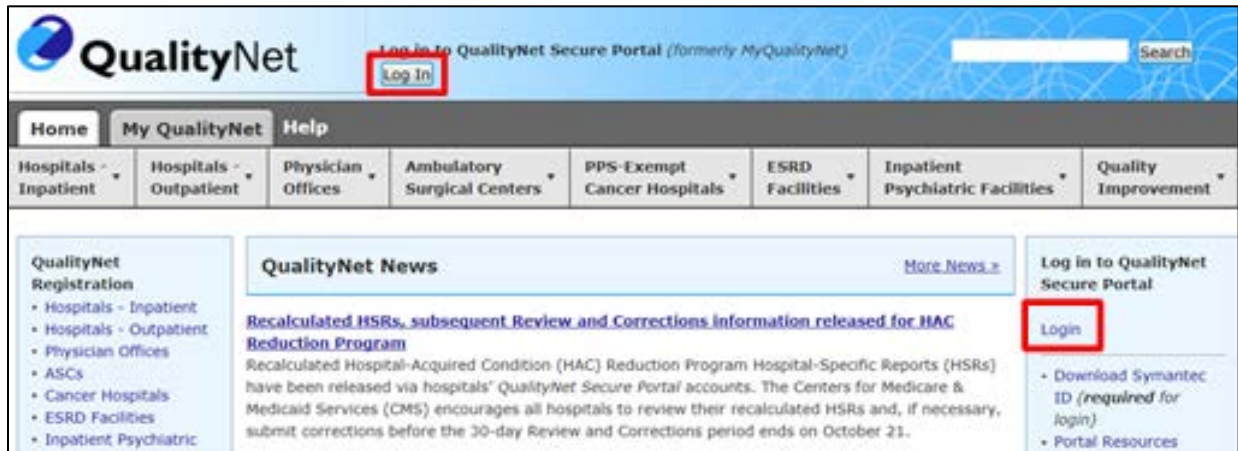 QualityNet
Log in to QualityNet Secure Portal (formerly MyQualityNet)
Log In
Search
Home
My QualityNet
Help
Hospitals -
Inpatient
Hospitals -
Outpatient
Physician
Offices
Ambulatory
Surgical Centers
PPS-Exempt
Cancer Hospitals
ESRD
Facilities
Inpatient
Psychiatric Facilities
Quality
Improvement
QualityNet
Registration
• Hospitals - Inpatient
• Hospitals - Outpatient
• Physician Offices
• ASCs
• Cancer Hospitals
• ESRD Facilities
• Inpatient Psychiatric
QualityNet News
More News »
Recalculated HSRs, subsequent Review and Corrections information released for HAC
Reduction Program
Recalculated Hospital-Acquired Condition (HAC) Reduction Program Hospital-Specific Reports (HSRs)
have been released via hospitals' QualityNet Secure Portal accounts. The Centers for Medicare &
Medicaid Services (CMS) encourages all hospitals to review their recalculated HSRs and, if necessary,
submit corrections before the 30-day Review and Corrections period ends on October 21.
Log in to QualityNet
Secure Portal
Login
• Download Symantec
ID (required for
login)
• Portal Resources